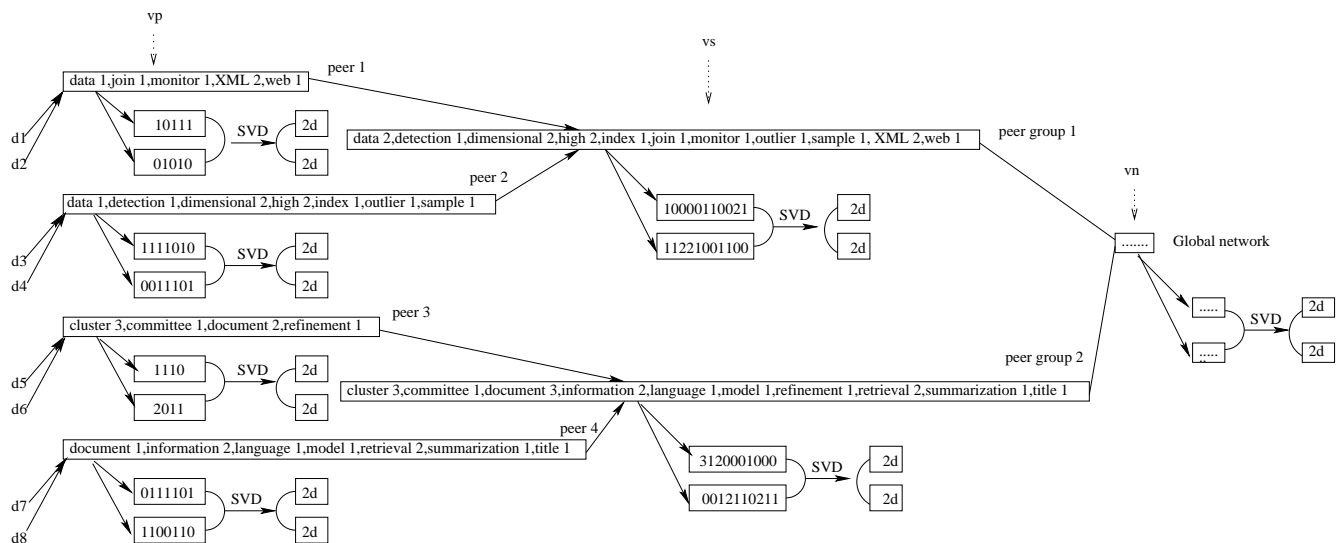 vp
vs
peer 1
data 1,join 1,monitor 1,XML 2,web 1
d1
d2
10111
01010
SVD
2d
2d
data 2,detection 1,dimensional 2,high 2,index 1,join 1,monitor 1,outlier 1,sample 1, XML 2,web 1
peer group 1
peer 2
data 1,detection 1,dimensional 2,high 2,index 1,outlier 1,sample 1
d3
d4
1111010
0011101
SVD
2d
2d
10000110021
11221001100
SVD
2d
2d
vn
.......
Global network
.....
.....
..
SVD
2d
2d
peer 3
cluster 3,committee 1,document 2,refinement 1
d5
d6
1110
2011
SVD
2d
2d
peer group 2
cluster 3,committee 1,document 3,information 2,language 1,model 1,refinement 1,retrieval 2,summarization 1,title 1
peer 4
document 1,information 2,language 1,model 1,retrieval 2,summarization 1,title 1
d7
d8
0111101
1100110
SVD
2d
2d
3120001000
0012110211
SVD
2d
2d